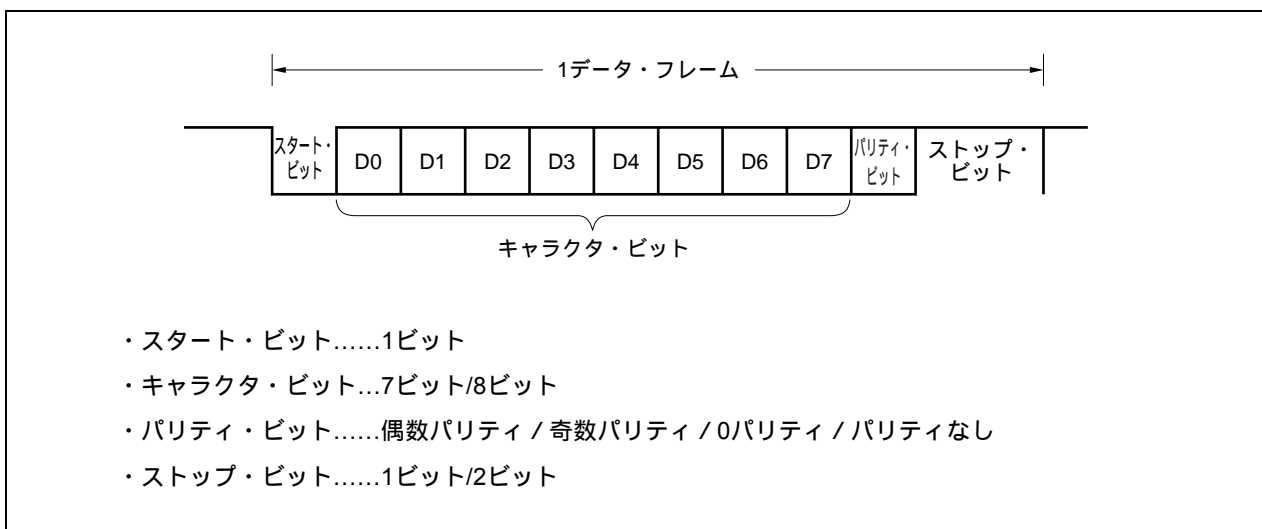 1データ・フレーム
スタート・
ビット
D0 D1 D2 D3 D4 D5 D6 D7
パリティ・
ビット
ストップ・
ビット
キャラクタ・ビット
・スタート・ビット……1ビット
・キャラクタ・ビット…7ビット/8ビット
・パリティ・ビット……偶数パリティ／奇数パリティ／0パリティ／パリティなし
・ストップ・ビット……1ビット/2ビット